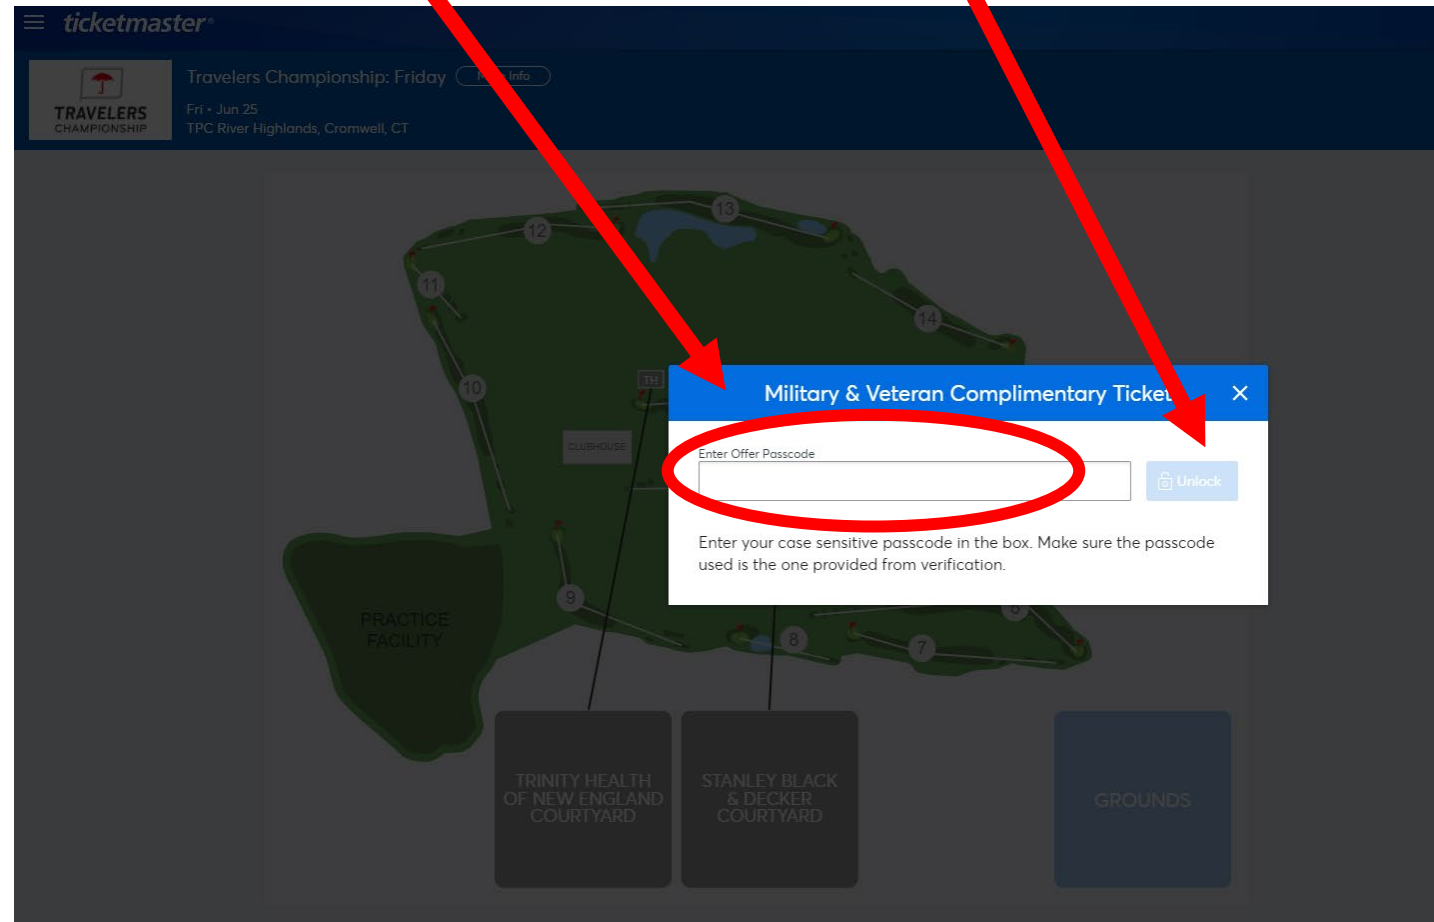 ticketmaster®
Travelers Championship: Friday
Info
TRAVELERS
CHAMPIONSHIP
Fri • Jun 25
TPC River Highlands, Cromwell, CT
13
12
11
14
10
TH
Military & Veteran Complimentary Ticket
CLUBHOUSE
Enter Offer Passcode
Unlock
Enter your case sensitive passcode in the box. Make sure the passcode
used is the one provided from verification.
9
PRACTICE
FACILITY
8
7
TRINITY HEALTH
OF NEW ENGLAND
COURTYARD
STANLEY BLACK
& DECKER
COURTYARD
GROUNDS